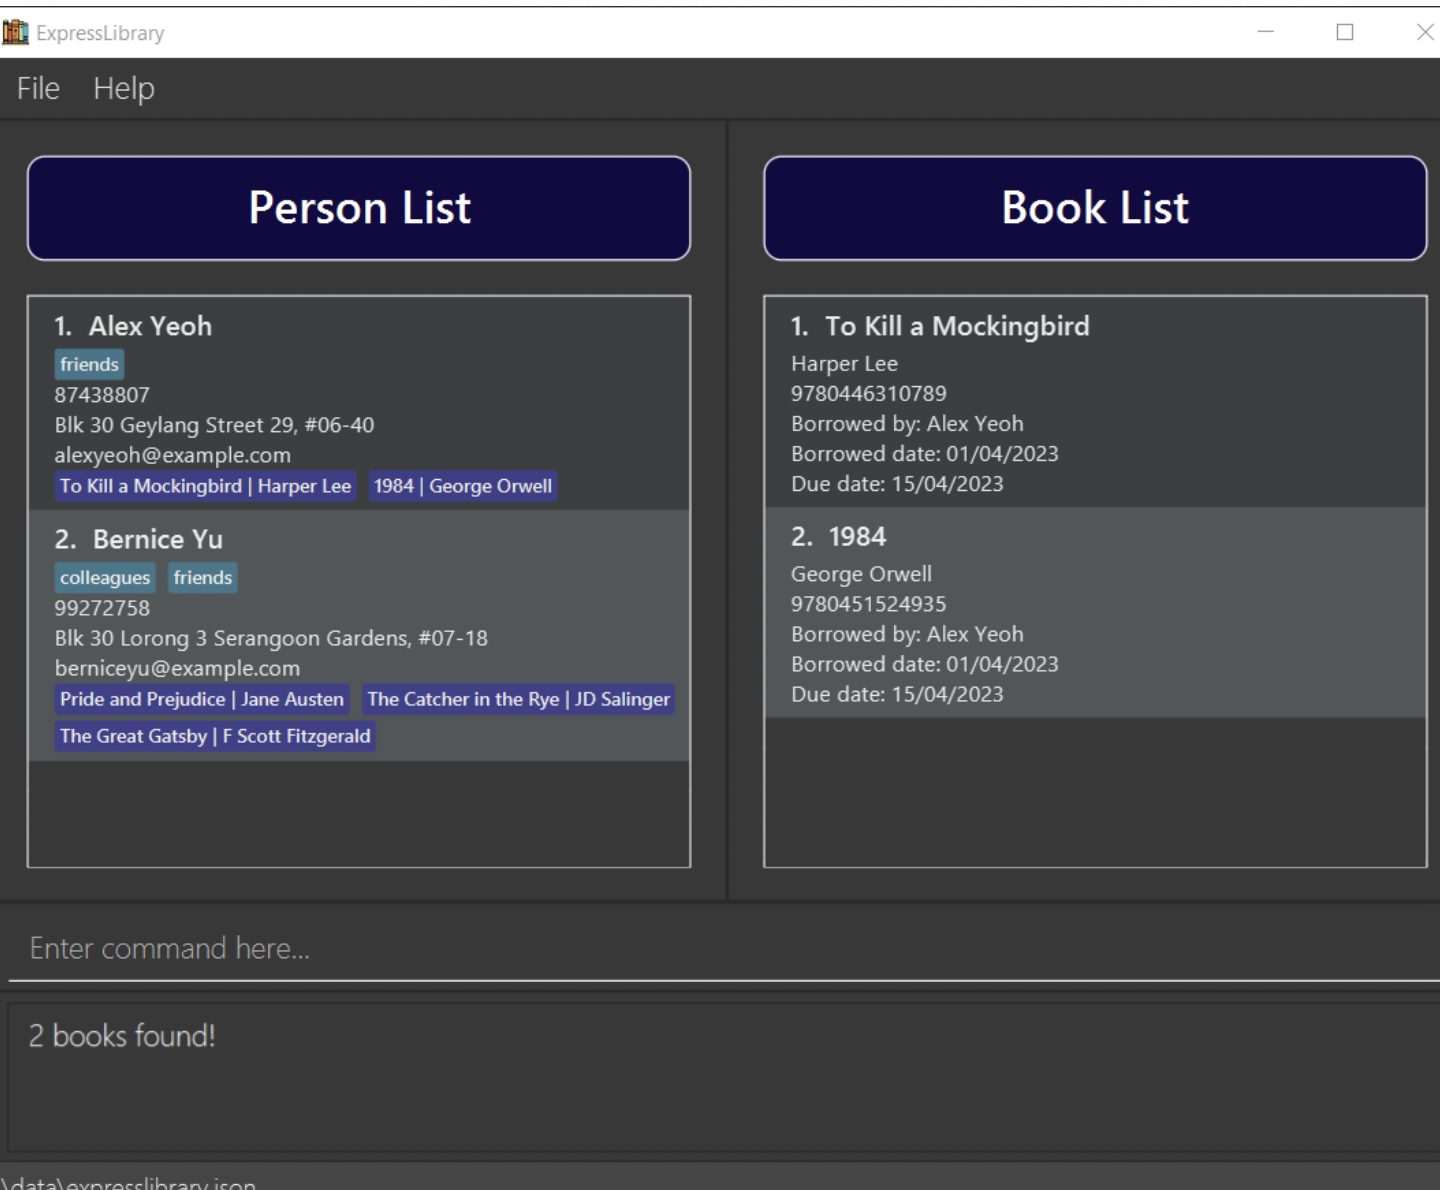 ExpressLibrary
File Help
Person List
1. Alex Yeoh
friends
87438807
Blk 30 Geylang Street 29, #06-40
alexyeoh@example.com
To Kill a Mockingbird | Harper Lee 1984 | George Orwell
2. Bernice Yu
colleagues friends
99272758
Blk 30 Lorong 3 Serangoon Gardens, #07-18
berniceyu@example.com
Pride and Prejudice | Jane Austen The Catcher in the Rye | JD Salinger
The Great Gatsby | F Scott Fitzgerald
Book List
1. To Kill a Mockingbird
Harper Lee
9780446310789
Borrowed by: Alex Yeoh
Borrowed date: 01/04/2023
Due date: 15/04/2023
2. 1984
George Orwell
9780451524935
Borrowed by: Alex Yeoh
Borrowed date: 01/04/2023
Due date: 15/04/2023
Enter command here...
2 books found!
\data\expresslibrary.json